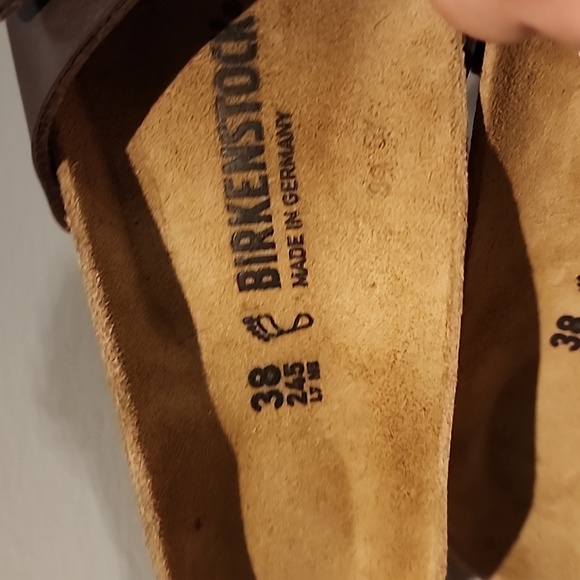 BIRKENSTOCK
MADE IN GERMANY
38
245
L7 M5
38